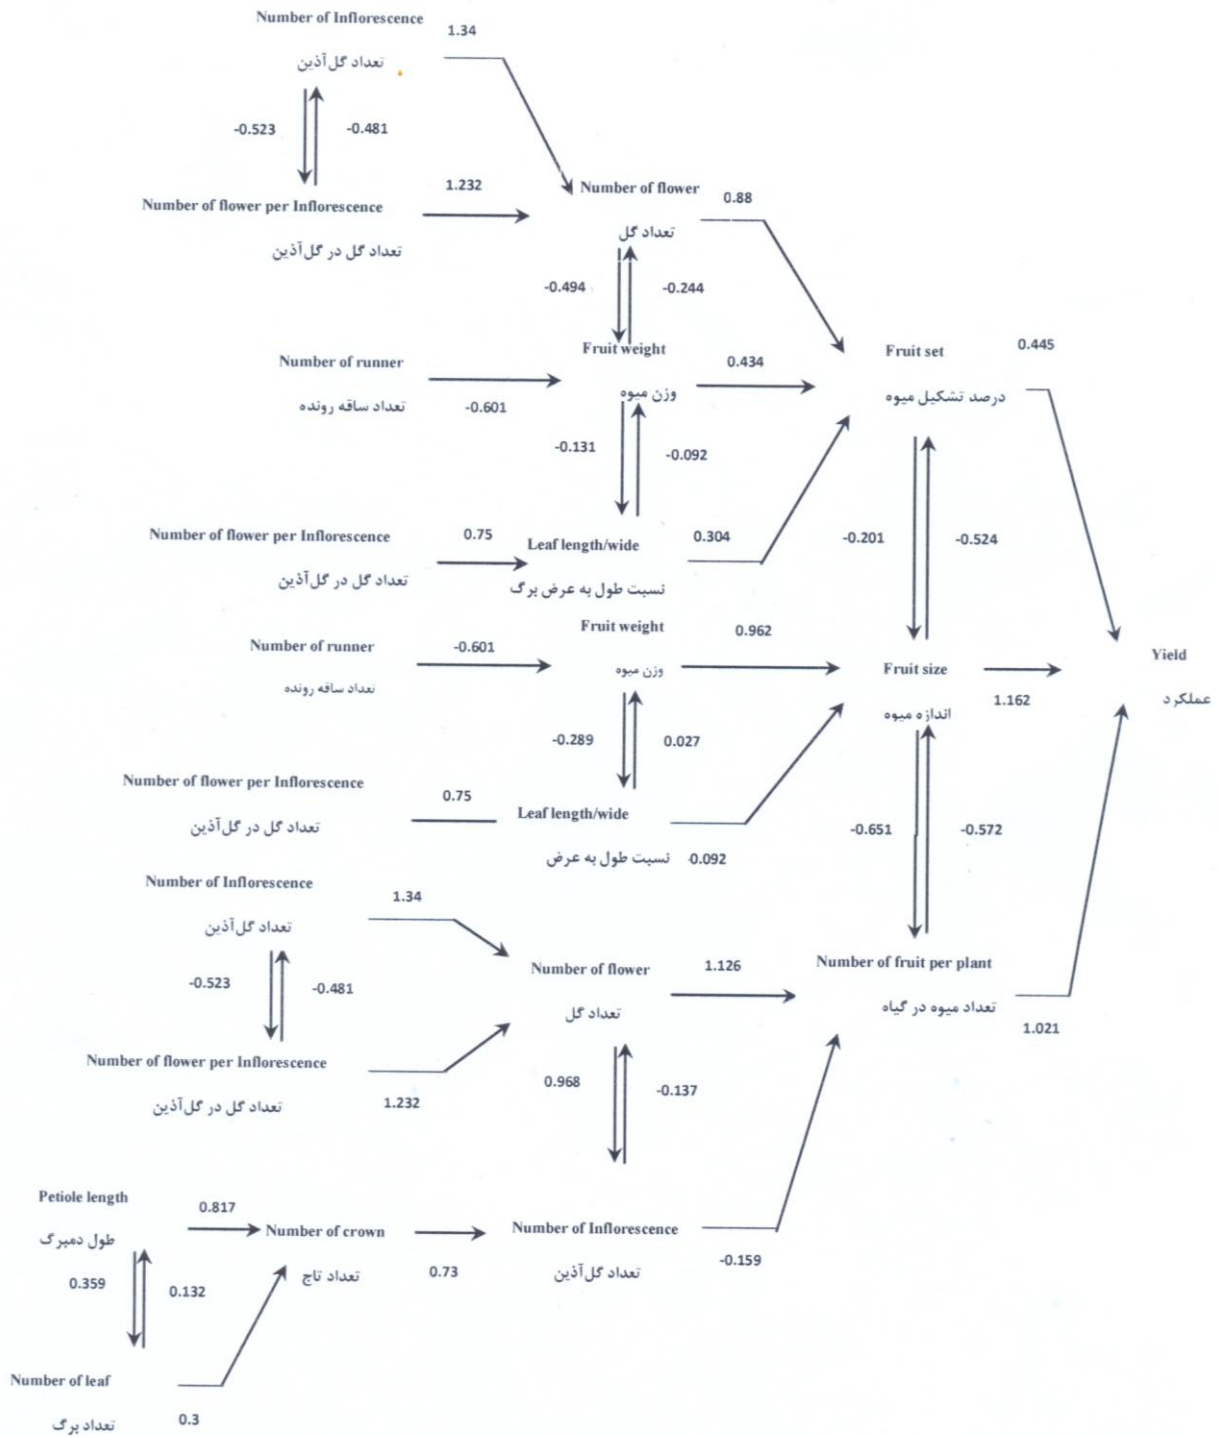 Number of Inflorescence
1.34
تعداد گل‌آذین
-0.523
-0.481
Number of flower per Inflorescence
1.232
تعداد گل در گل‌آذین
Number of flower
0.88
تعداد گل
-0.494
-0.244
Number of runner
-0.601
تعداد ساقه رونده
Fruit weight
0.434
وزن میوه
-0.131
-0.092
Fruit set
0.445
درصد تشکیل میوه
Number of flower per Inflorescence
0.75
تعداد گل در گل‌آذین
Leaf length/wide
0.304
نسبت طول به عرض برگ
-0.201
-0.524
Number of runner
-0.601
تعداد ساقه رونده
Fruit weight
0.962
وزن میوه
Fruit size
1.162
اندازه میوه
Yield
عملکرد
-0.289
0.027
Number of flower per Inflorescence
0.75
تعداد گل در گل‌آذین
Leaf length/wide
نسبت طول به عرض
0.092
-0.651
-0.572
Number of Inflorescence
1.34
تعداد گل‌آذین
-0.523
-0.481
Number of flower per Inflorescence
1.232
تعداد گل در گل‌آذین
Number of flower
1.126
تعداد گل
0.968
-0.137
Number of fruit per plant
تعداد میوه در گیاه
1.021
Petiole length
0.817
طول دمبرگ
0.359
0.132
Number of crown
0.73
تعداد تاج
Number of Inflorescence
-0.159
تعداد گل‌آذین
Number of leaf
0.3
تعداد برگ